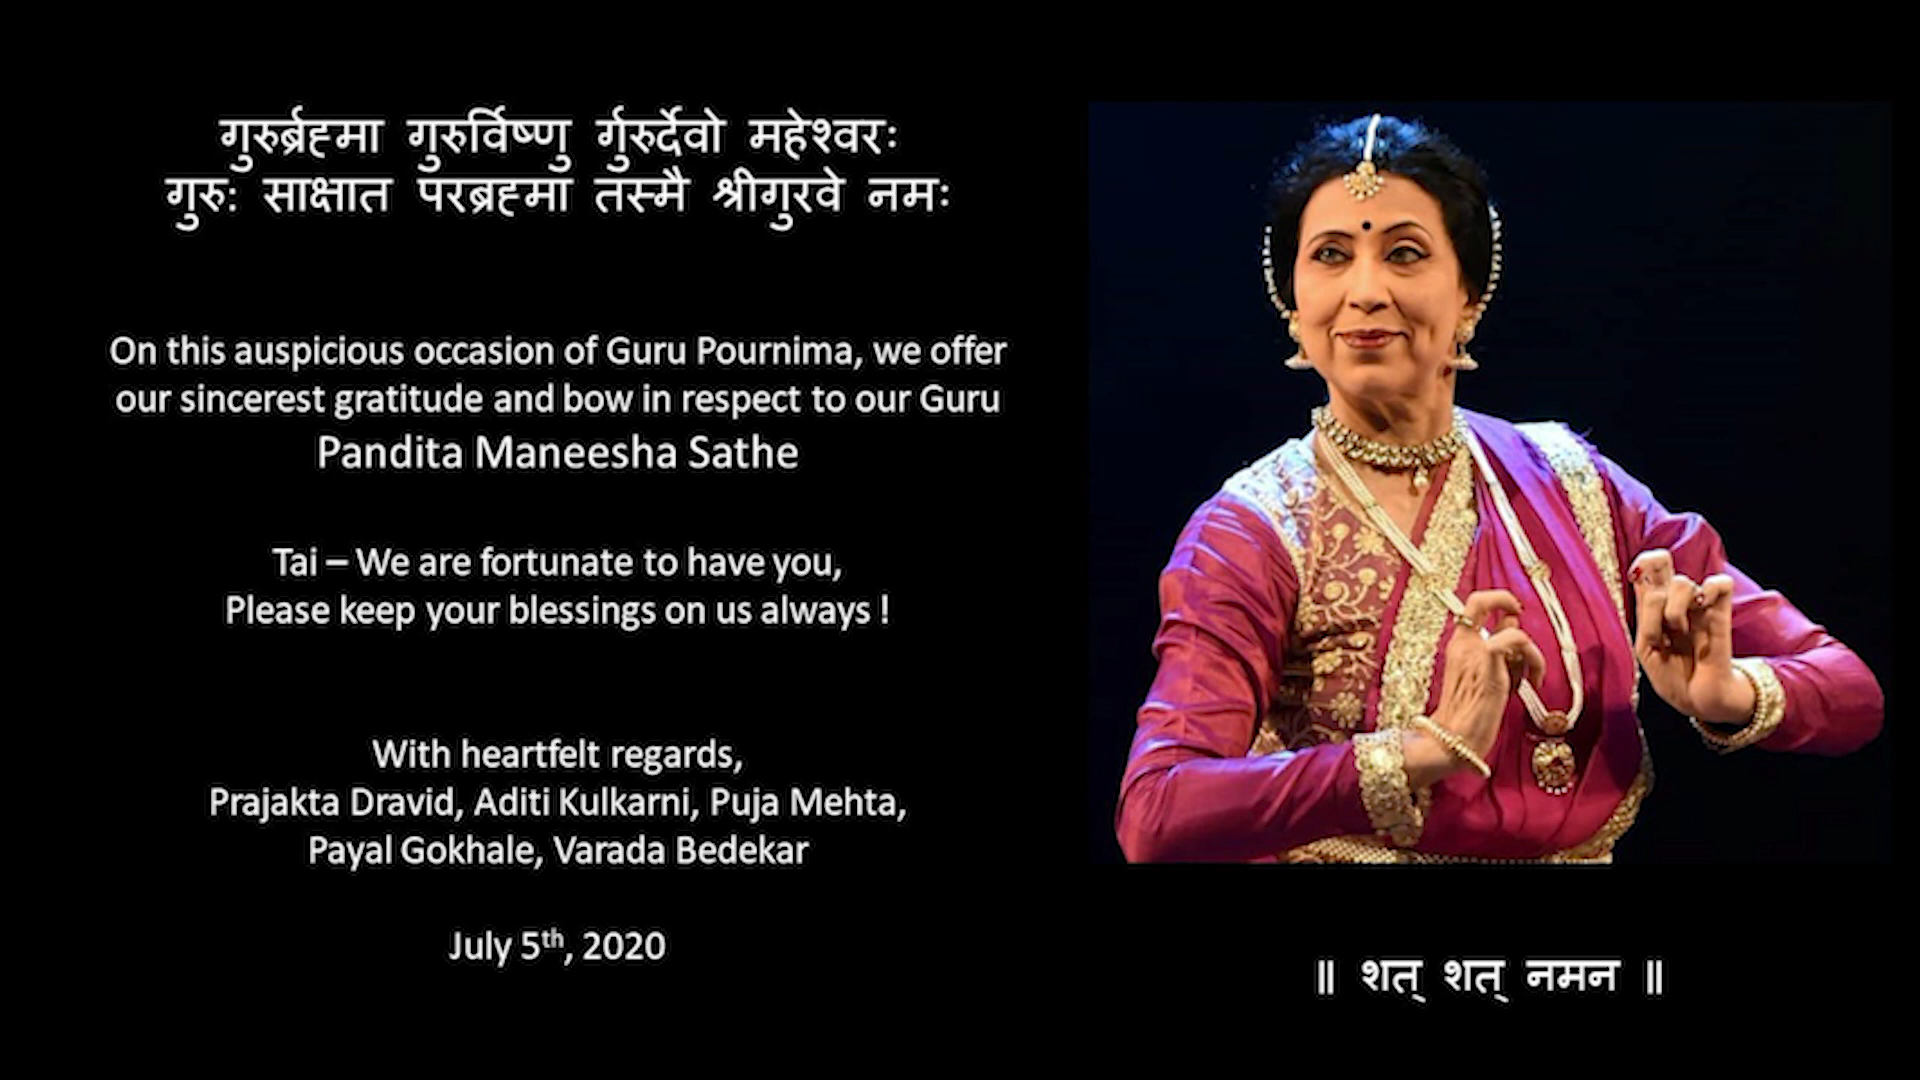 गुरुर्ब्रह्मा गुरुर्विष्णु र्गुरुर्देवो महेश्वरः
गुरुः साक्षात परब्रह्मा तस्मै श्रीगुरवे नमः
On this auspicious occasion of Guru Pournima, we offer
our sincerest gratitude and bow in respect to our Guru
Pandita Maneesha Sathe
Tai – We are fortunate to have you,
Please keep your blessings on us always !
With heartfelt regards,
Prajakta Dravid, Aditi Kulkarni, Puja Mehta,
Payal Gokhale, Varada Bedekar
July 5th, 2020
॥ शत् शत् नमन ॥